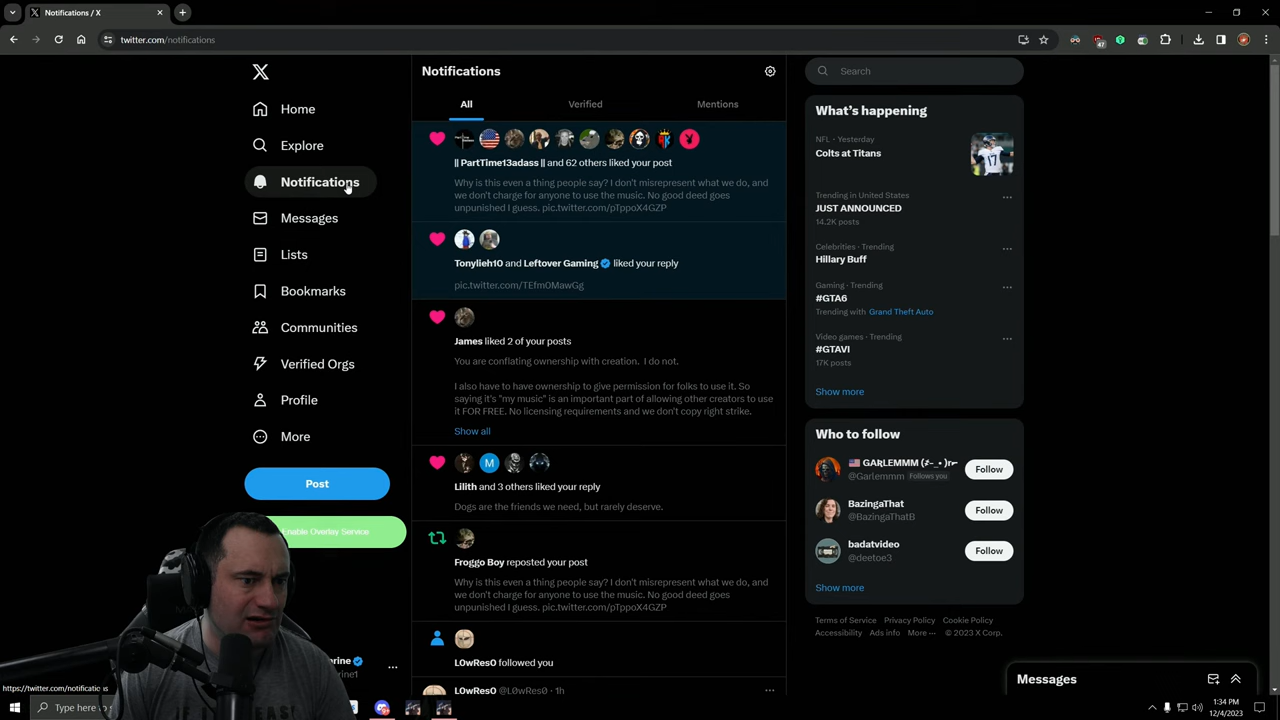 Notifications / X
twitter.com/notifications
47
Home
Explore
Notifications
Messages
Lists
Bookmarks
Communities
Verified Orgs
Profile
More
Post
Enable Overlay Service
https://twitter.com/notifications
Notifications
All
Verified
Mentions
|| PartTime13adass || and 62 others liked your post
Why is this even a thing people say? I don't misrepresent what we do, and
we don't charge for anyone to use the music. No good deed goes
unpunished I guess. pic.twitter.com/pTppoX4GZP
Tonylieh10 and Leftover Gaming liked your reply
pic.twitter.com/TEfm0MawGg
James liked 2 of your posts
You are conflating ownership with creation. I do not.
I also have to have ownership to give permission for folks to use it. So
saying it's "my music" is an important part of allowing other creators to use
it FOR FREE. No licensing requirements and we don't copy right strike.
Show all
M
Lilith and 3 others liked your reply
Dogs are the friends we need, but rarely deserve.
Froggo Boy reposted your post
Why is this even a thing people say? I don't misrepresent what we do, and
we don't charge for anyone to use the music. No good deed goes
unpunished I guess. pic.twitter.com/pTppoX4GZP
L0wRes0 followed you
L0wRes0 @L0wRes0 · 1h
Search
What's happening
NFL · Yesterday
Colts at Titans
Trending in United States
JUST ANNOUNCED
14.2K posts
Celebrities · Trending
Hillary Buff
Gaming · Trending
#GTA6
Trending with Grand Theft Auto
Video games · Trending
#GTAVI
17K posts
Show more
Who to follow
@Garlemmm Follows you
Follow
BazingaThat
@BazingaThatB
Follow
badatvideo
@deetoe3
Follow
Show more
Terms of Service Privacy Policy Cookie Policy
Accessibility Ads info More ··· © 2023 X Corp.
Messages
Type here
1:34 PM
12/4/2023